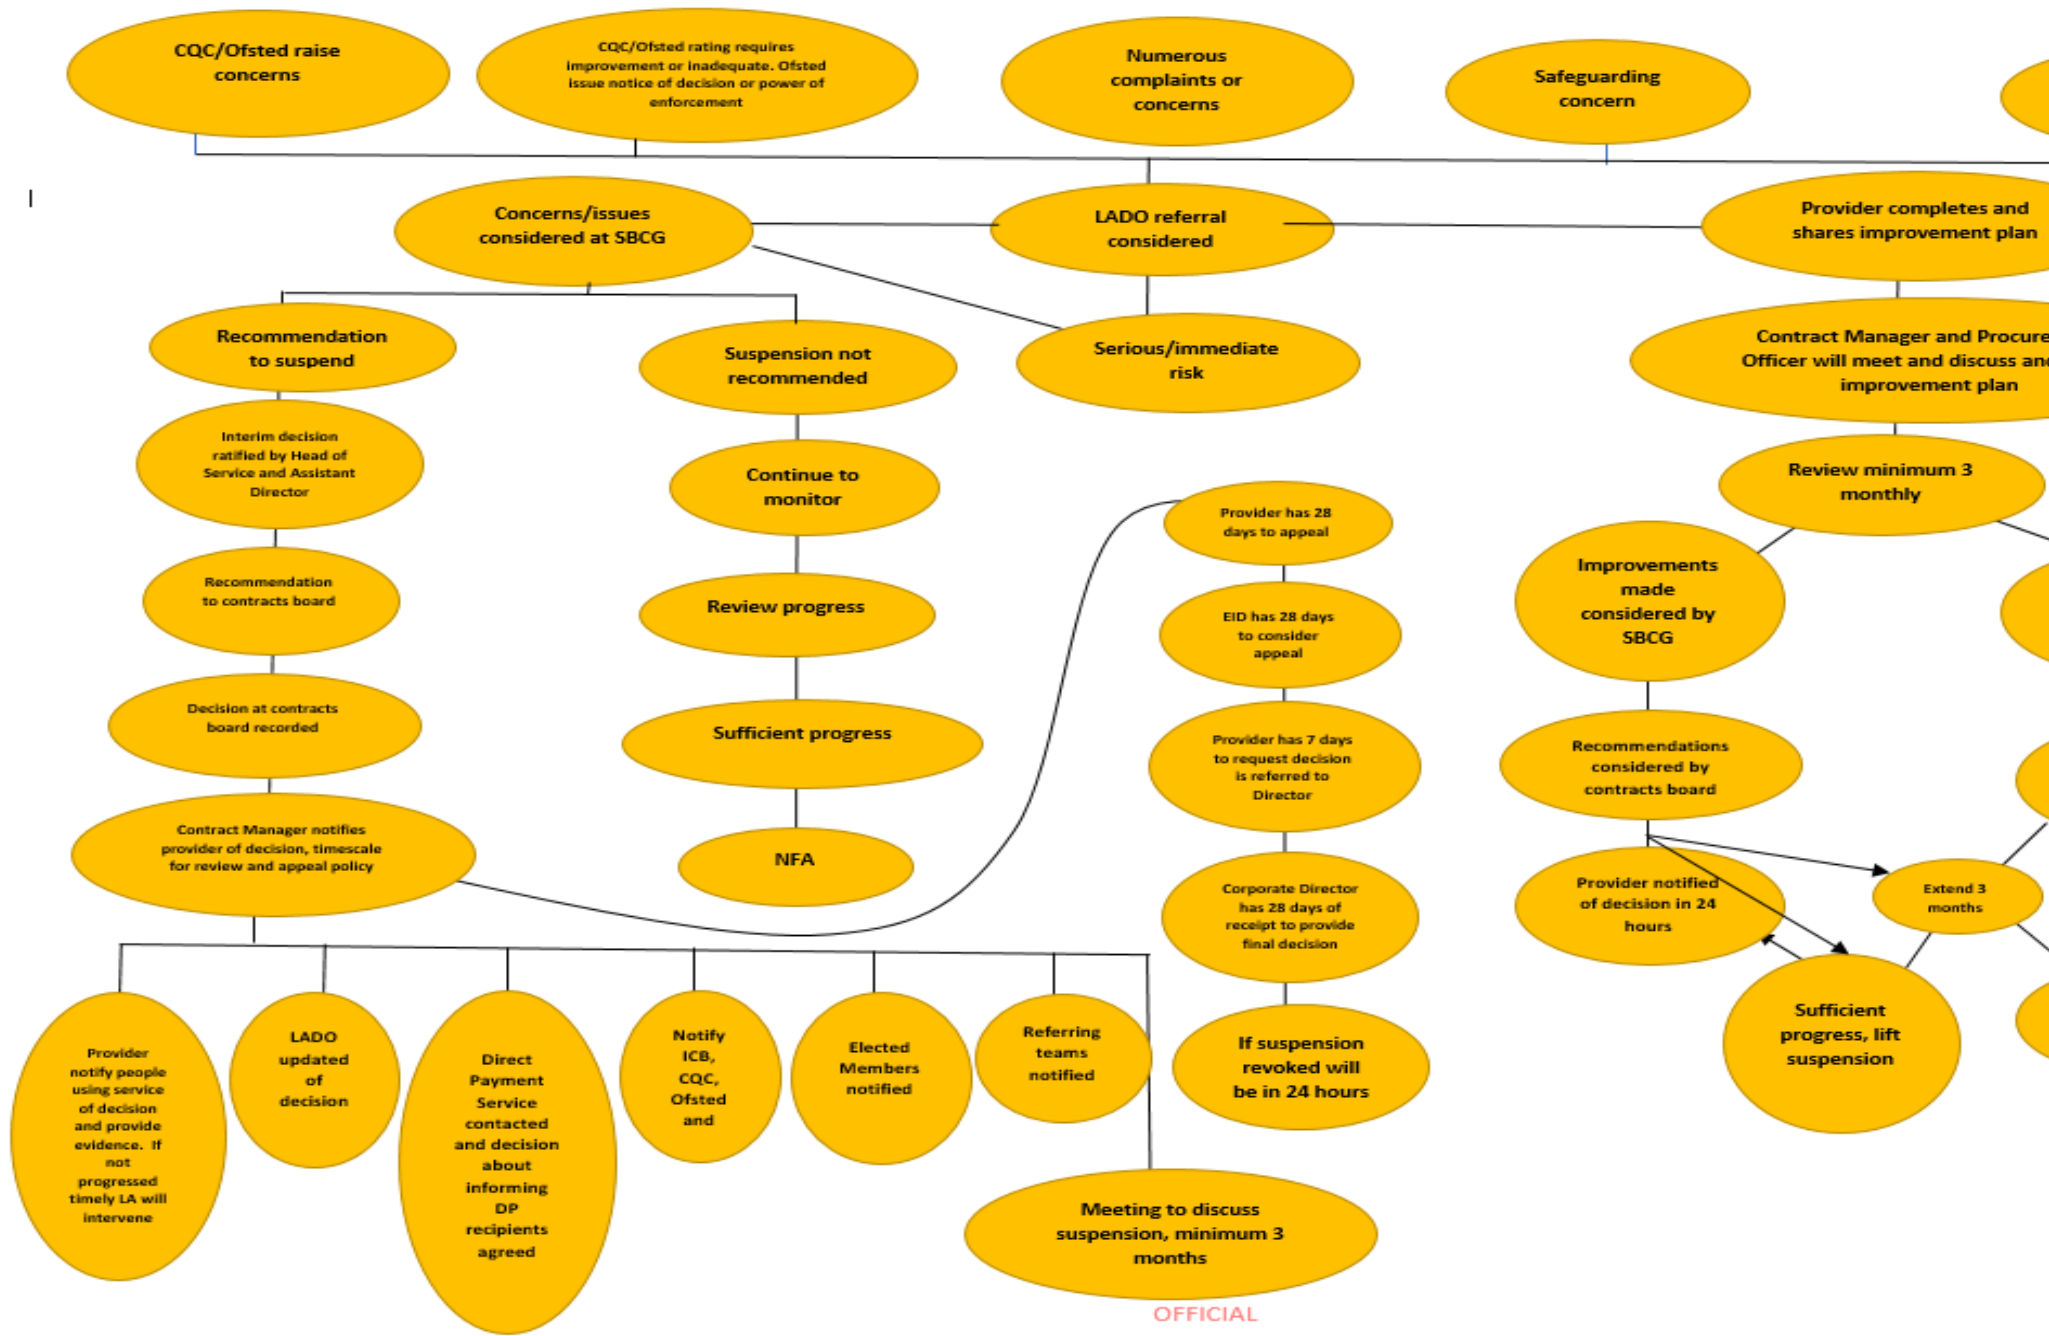 CQC/Ofsted raise
concerns
CQC/Ofsted rating requires
improvement or inadequate. Ofsted
issue notice of decision or power of
enforcement
Numerous
complaints or
concerns
Safeguarding
concern
Concerns/issues
considered at SBCG
LADO referral
considered
Provider completes and
shares improvement plan
Recommendation
to suspend
Suspension not
recommended
Serious/immediate
risk
Contract Manager and Procure
Officer will meet and discuss an
improvement plan
Interim decision
ratified by Head of
Service and Assistant
Director
Continue to
monitor
Review minimum 3
monthly
Provider has 28
days to appeal
Recommendation
to contracts board
Review progress
EID has 28 days
to consider
appeal
Improvements
made
considered by
SBCG
Decision at contracts
board recorded
Sufficient progress
Provider has 7 days
to request decision
is referred to
Director
Recommendations
considered by
contracts board
Contract Manager notifies
provider of decision, timescale
for review and appeal policy
NFA
Corporate Director
has 28 days of
receipt to provide
final decision
Provider notified
of decision in 24
hours
Extend 3
months
Provider
notify people
using service
of decision
and provide
evidence. If
not
progressed
timely LA will
intervene
LADO
updated
of
decision
Direct
Payment
Service
contacted
and decision
about
informing
DP
recipients
agreed
Notify
ICB,
CQC,
Ofsted
and
Elected
Members
notified
Referring
teams
notified
If suspension
revoked will
be in 24 hours
Sufficient
progress, lift
suspension
Meeting to discuss
suspension, minimum 3
months
OFFICIAL